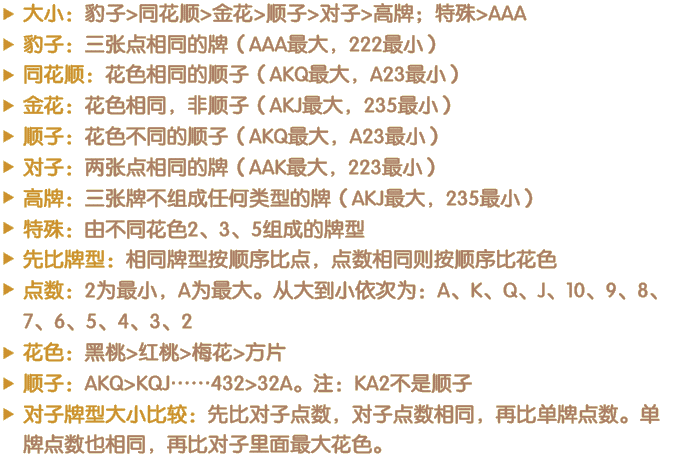 ▶ 大小：豹子>同花顺>金花>顺子>对子>高牌；特殊>AAA
▶ 豹子：三张点相同的牌（AAA最大，222最小）
▶ 同花顺：花色相同的顺子（AKQ最大，A23最小）
▶ 金花：花色相同，非顺子（AKJ最大，235最小）
▶ 顺子：花色不同的顺子（AKQ最大，A23最小）
▶ 对子：两张点相同的牌（AAK最大，223最小）
▶ 高牌：三张牌不组成任何类型的牌（AKJ最大，235最小）
▶ 特殊：由不同花色2、3、5组成的牌型
▶ 先比牌型：相同牌型按顺序比点，点数相同则按顺序比花色
▶ 点数：2为最小，A为最大。从大到小依次为：A、K、Q、J、10、9、8、
7、6、5、4、3、2
▶ 花色：黑桃>红桃>梅花>方片
▶ 顺子：AKQ>KQJ……432>32A。注：KA2不是顺子
▶ 对子牌型大小比较：先比对子点数，对子点数相同，再比单牌点数。单
牌点数也相同，再比对子里面最大花色。